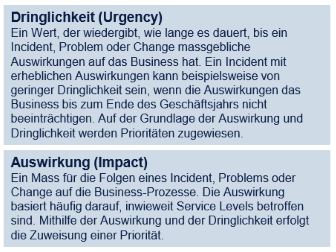 Dringlichkeit (Urgency)
Ein Wert, der wiedergibt, wie lange es dauert, bis ein
Incident, Problem oder Change massgebliche
Auswirkungen auf das Business hat. Ein Incident mit
erheblichen Auswirkungen kann beispielsweise von
geringer Dringlichkeit sein, wenn die Auswirkungen das
Business bis zum Ende des Geschäftsjahrs nicht
beeinträchtigen. Auf der Grundlage der Auswirkung und
Dringlichkeit werden Prioritäten zugewiesen.
Auswirkung (Impact)
Ein Mass für die Folgen eines Incident, Problems oder
Change auf die Business-Prozesse. Die Auswirkung
basiert häufig darauf, inwieweit Service Levels betroffen
sind. Mithilfe der Auswirkung und der Dringlichkeit erfolgt
die Zuweisung einer Priorität.